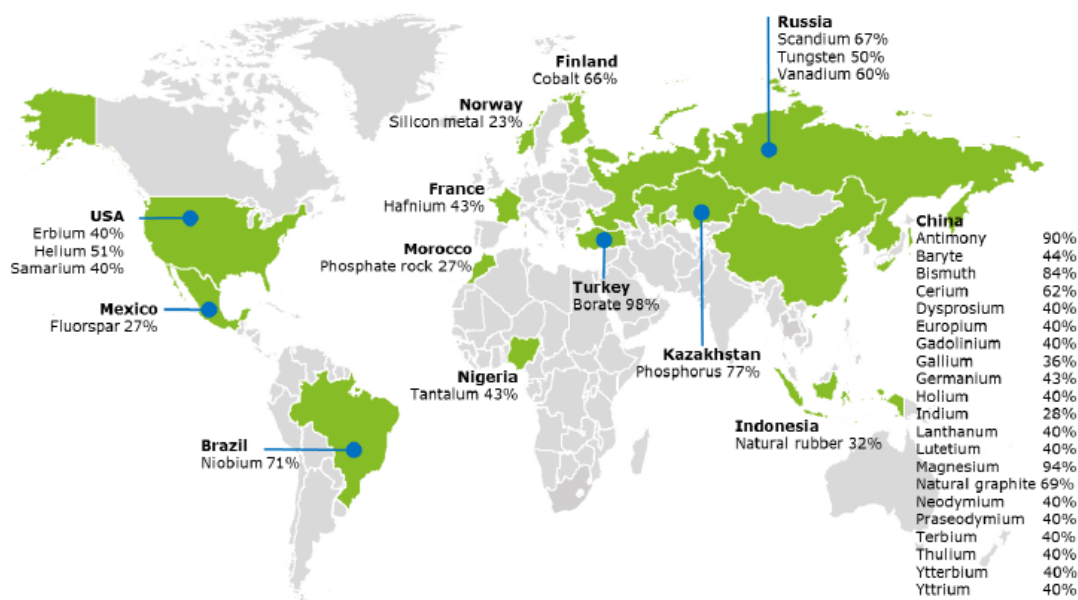 Russia
Scandium 67%
Tungsten 50%
Vanadium 60%
Finland
Cobalt 66%
Norway
Silicon metal 23%
France
Hafnium 43%
USA
Erbium 40%
Helium 51%
Samarium 40%
Morocco
Phosphate rock 27%
Mexico
Fluorspar 27%
Turkey
Borate 98%
Kazakhstan
Phosphorus 77%
Nigeria
Tantalum 43%
Brazil
Niobium 71%
Indonesia
Natural rubber 32%
China
Antimony 90%
Baryte 44%
Bismuth 84%
Cerium 62%
Dysprosium 40%
Europium 40%
Gadolinium 40%
Gallium 36%
Germanium 43%
Holium 40%
Indium 28%
Lanthanum 40%
Lutetium 40%
Magnesium 94%
Natural graphite 69%
Neodymium 40%
Praseodymium 40%
Terbium 40%
Thulium 40%
Ytterbium 40%
Yttrium 40%